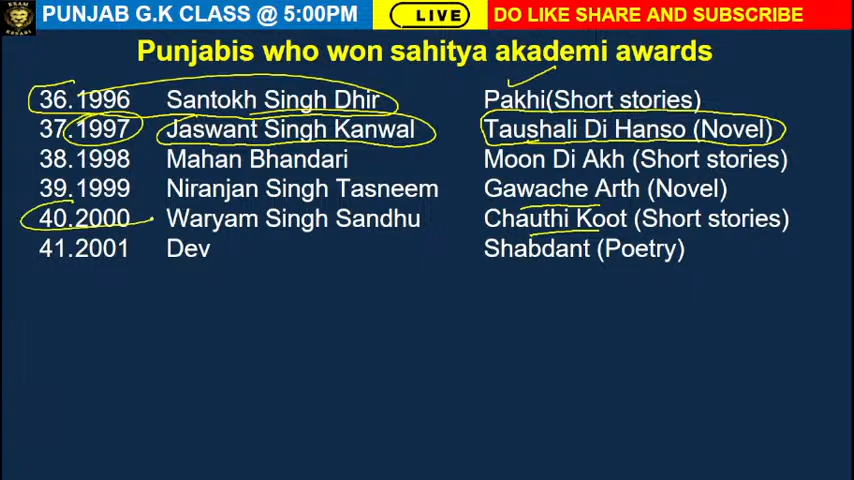 PUNJAB G.K CLASS @ 5:00PM LIVE DO LIKE SHARE AND SUBSCRIBE
Punjabis who won sahitya akademi awards
36.1996 Santokh Singh Dhir Pakhi(Short stories)
37.1997 Jaswant Singh Kanwal Taushali Di Hanso (Novel)
38.1998 Mahan Bhandari Moon Di Akh (Short stories)
39.1999 Niranjan Singh Tasneem Gawache Arth (Novel)
40.2000 Waryam Singh Sandhu Chauthi Koot (Short stories)
41.2001 Dev Shabdant (Poetry)